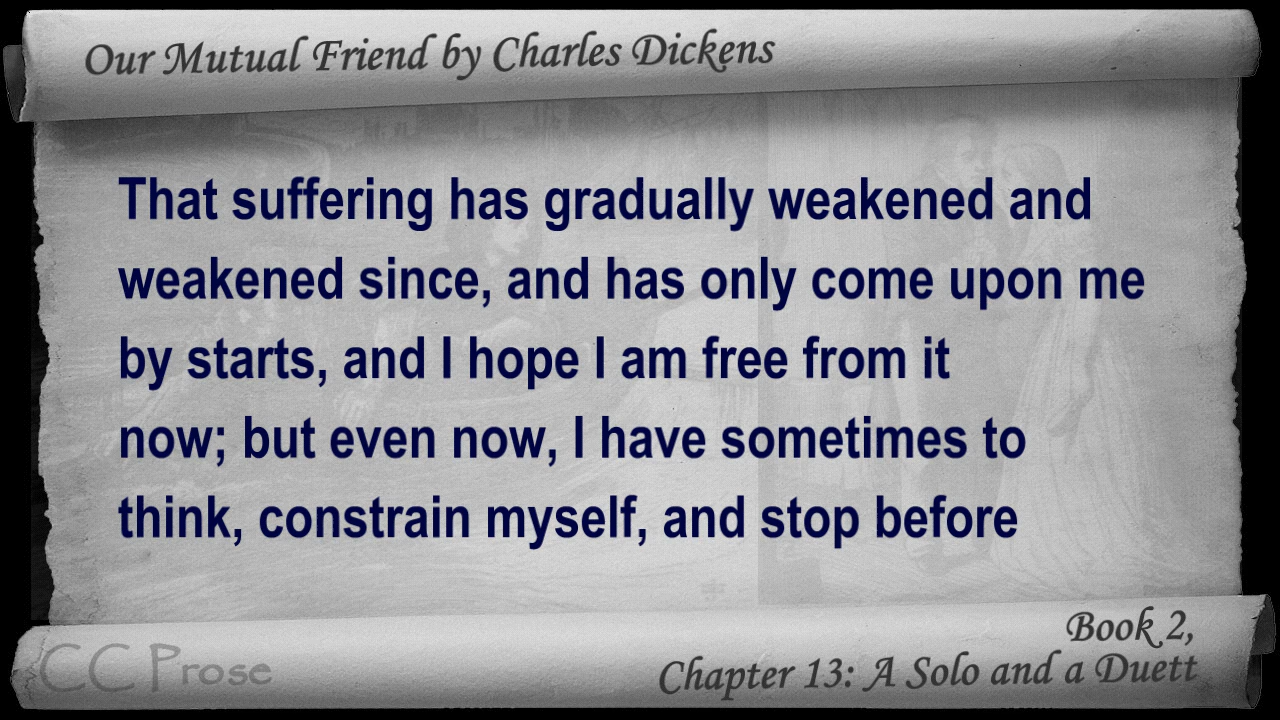 Our Mutual Friend by Charles Dickens
That suffering has gradually weakened and
weakened since, and has only come upon me
by starts, and I hope I am free from it
now; but even now, I have sometimes to
think, constrain myself, and stop before
Book 2,
Chapter 13: A Solo and a Duett
CC Prose